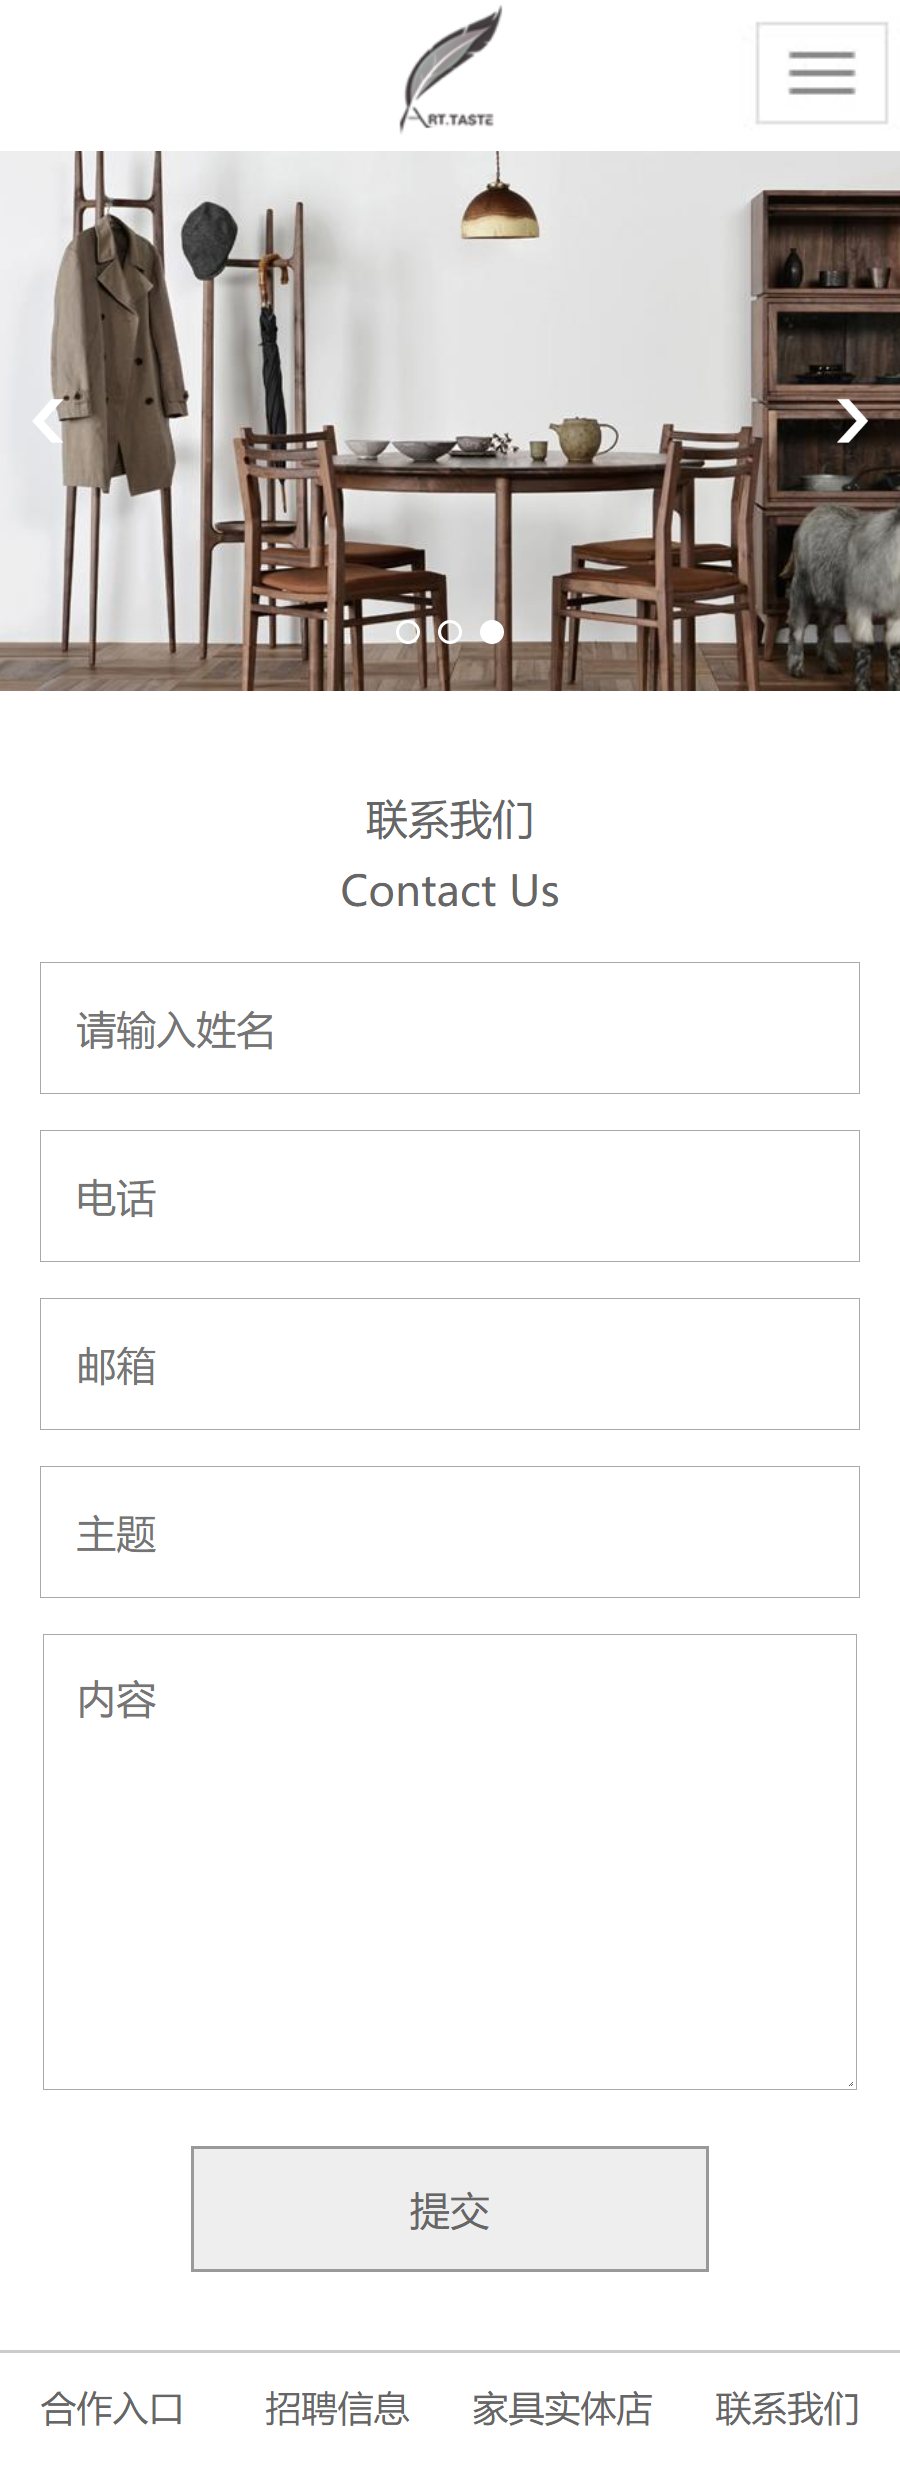 ART.TASTE
联系我们
Contact Us
请输入姓名
电话
邮箱
主题
内容
提交
合作入口 招聘信息 家具实体店 联系我们